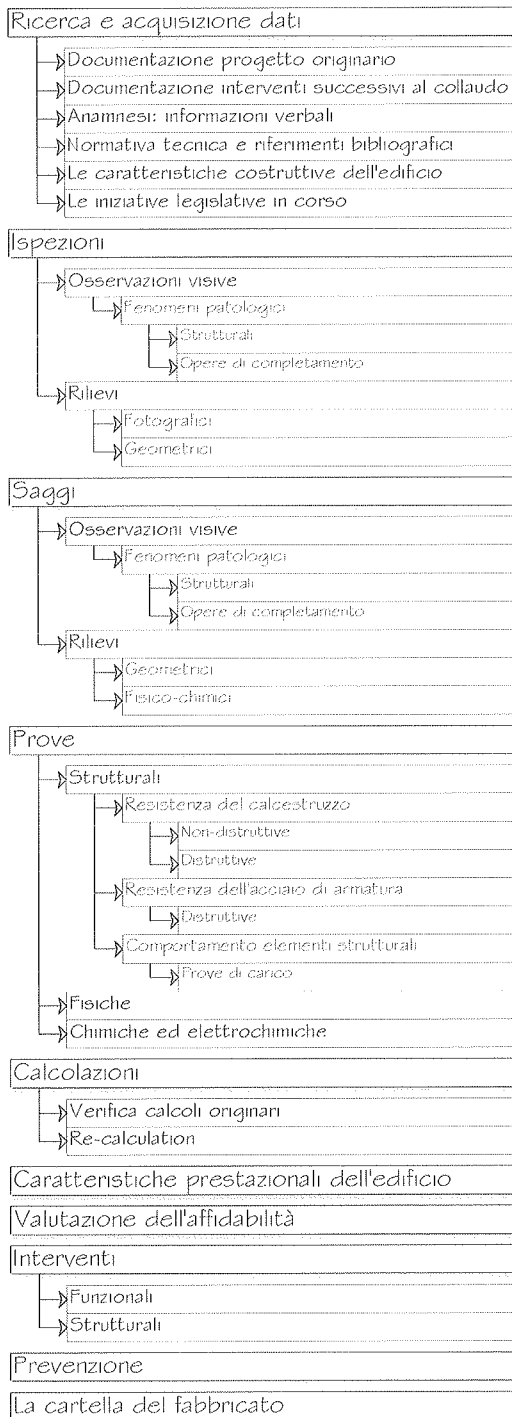 Ricerca e acquisizione dati
Documentazione progetto originario
Documentazione interventi successivi al collaudo
Anamnesi: informazioni verbali
Normativa tecnica e riferimenti bibliografici
Le caratteristiche costruttive dell'edificio
Le iniziative legislative in corso
Ispezioni
Osservazioni visive
Fenomeni patologici
Strutturali
Opere di completamento
Rilievi
Fotografici
Geometrici
Saggi
Osservazioni visive
Fenomeni patologici
Strutturali
Opere di completamento
Rilievi
Geometrici
Fisico-chimici
Prove
Strutturali
Resistenza del calcestruzzo
Non-distruttive
Distruttive
Resistenza dell'acciaio di armatura
Distruttive
Comportamento elementi strutturali
Prove di carico
Fisiche
Chimiche ed elettrochimiche
Calcolazioni
Verifica calcoli originari
Re-calculation
Caratteristiche prestazionali dell'edificio
Valutazione dell'affidabilità
Interventi
Funzionali
Strutturali
Prevenzione
La cartella del fabbricato